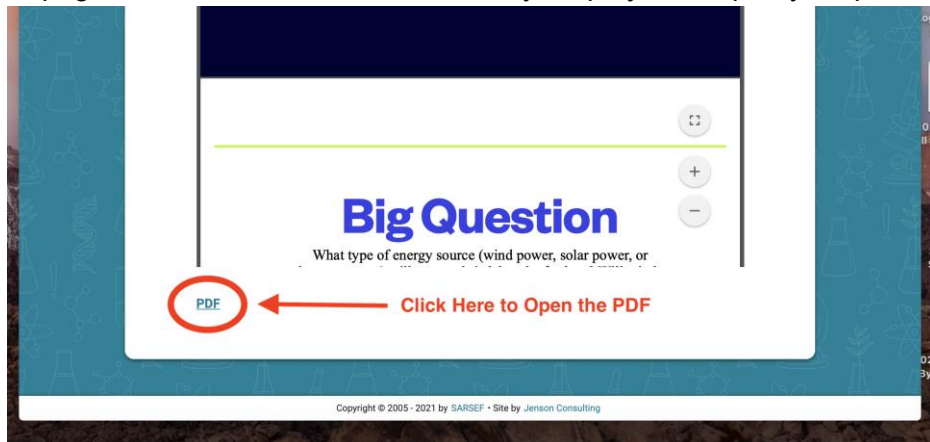 Big Question
What type of energy source (wind power, solar power, or
PDF
Click Here to Open the PDF
Copyright © 2005 - 2021 by SARSEF • Site by Jenson Consulting